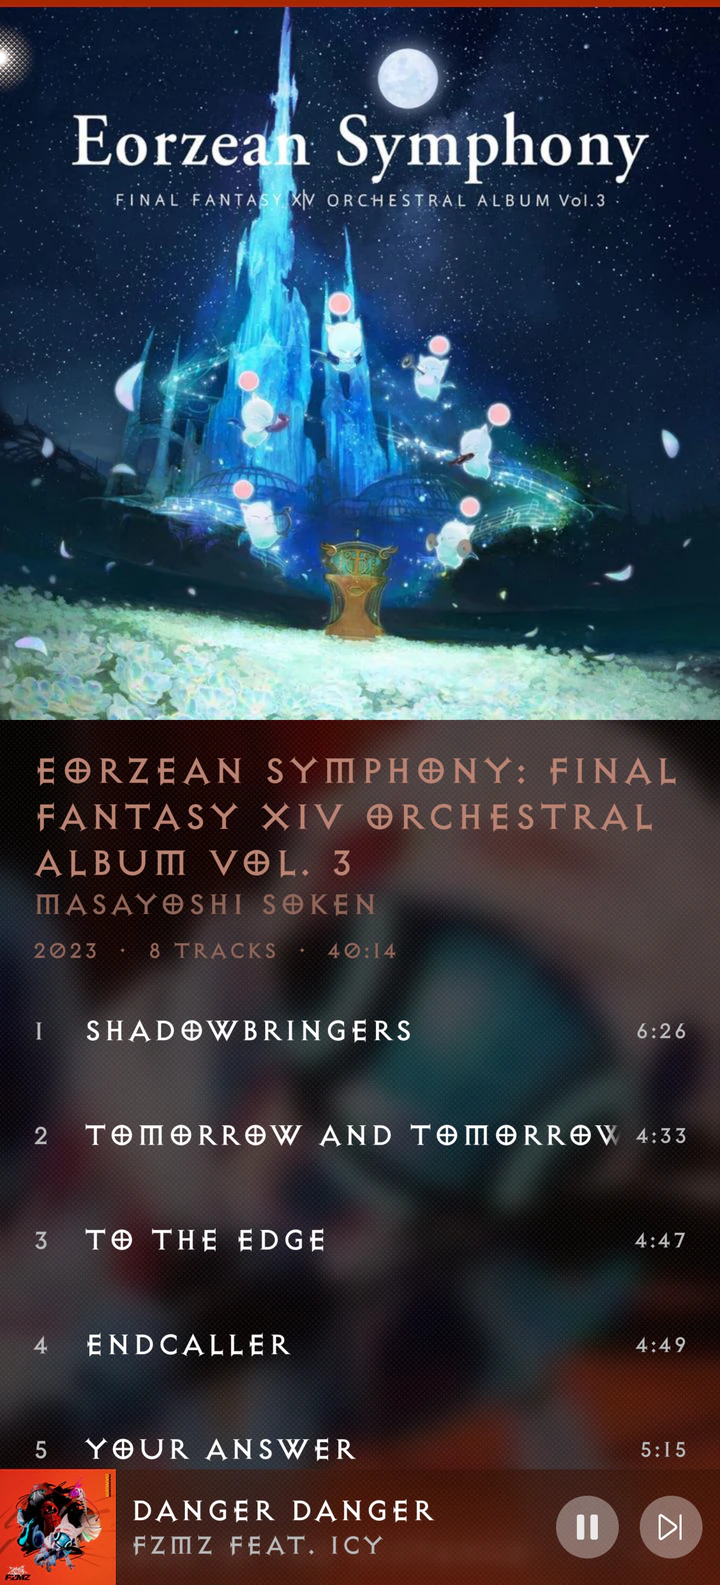 Eorzean Symphony
FINAL FANTASY XIV ORCHESTRAL ALBUM Vol.3
EORZEAN SYMPHONY: FINAL
FANTASY XIV ORCHESTRAL
ALBUM VOL. 3
MASAYOSHI SOKEN
2023 · 8 TRACKS · 40:14
1 SHADOWBRINGERS 6:26
2 TOMORROW AND TOMORROW 4:33
3 TO THE EDGE 4:47
4 ENDCALLER 4:49
5 YOUR ANSWER 5:15
DANGER DANGER
FZMZ FEAT. ICY
FZMZ